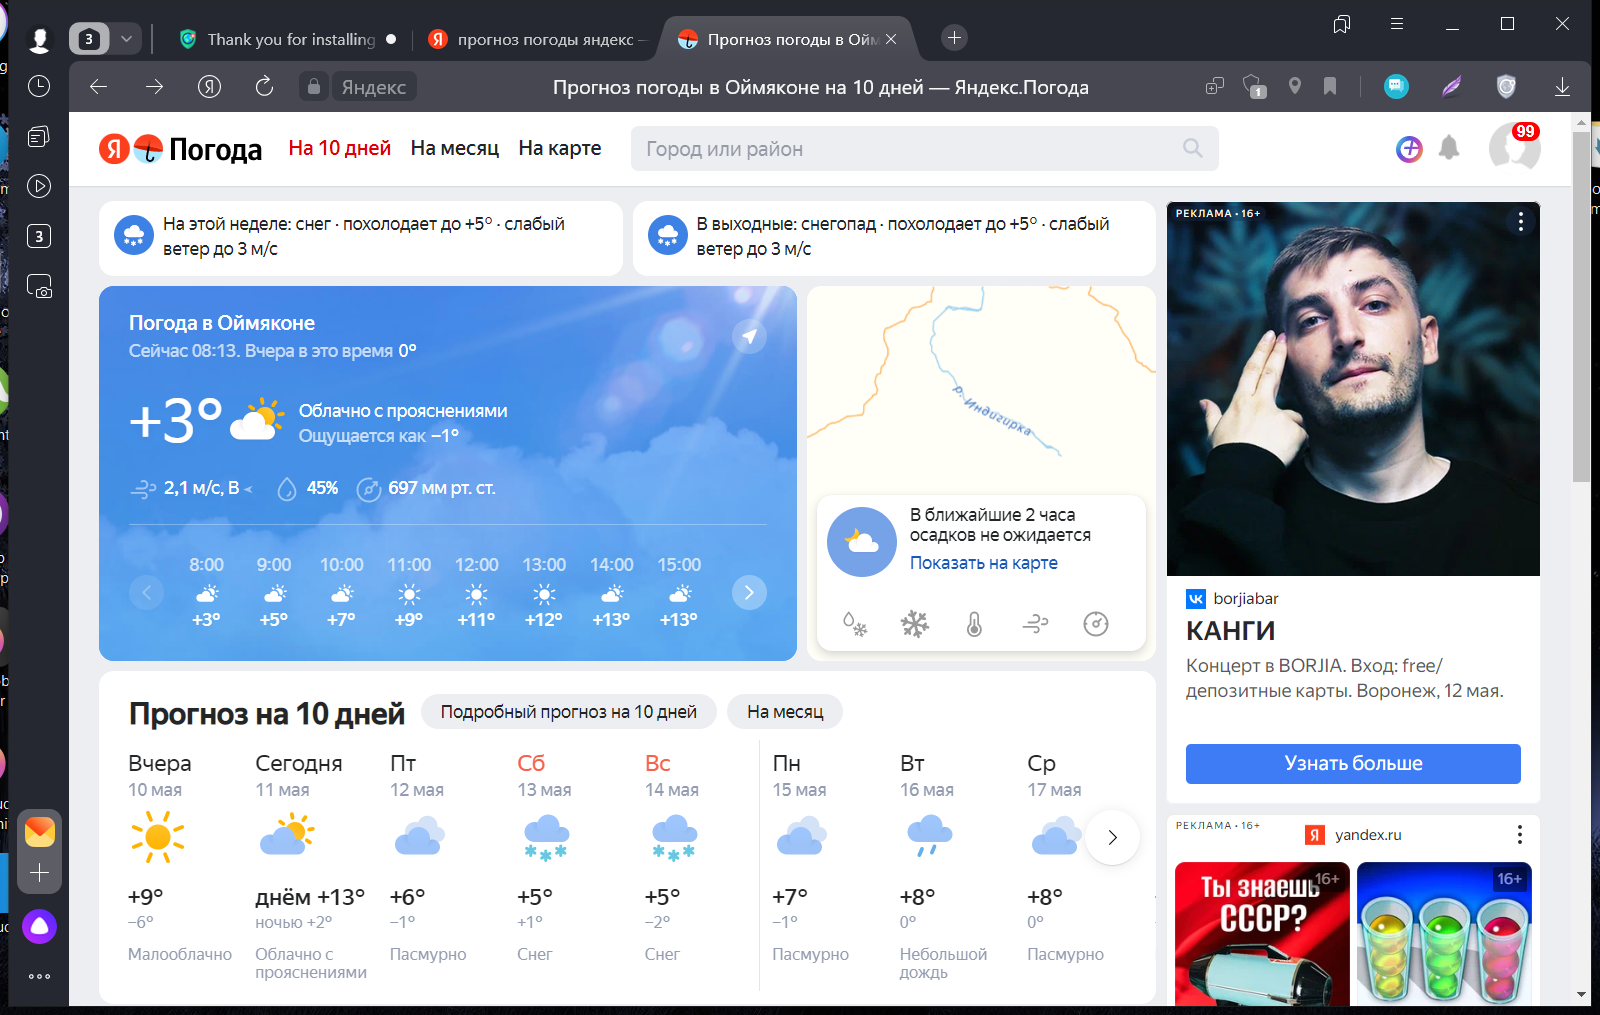 3
Thank you for installing
прогноз погоды яндекс —
Прогноз погоды в Ойм
Яндекс
Прогноз погоды в Оймяконе на 10 дней — Яндекс.Погода
1
3
Я Погода
На 10 дней
На месяц
На карте
Город или район
99
На этой неделе: снег · похолодает до +5° · слабый
ветер до 3 м/с
В выходные: снегопад · похолодает до +5° · слабый
ветер до 3 м/с
Погода в Оймяконе
Сейчас 08:13. Вчера в это время 0°
+3°
Облачно с прояснениями
Ощущается как −1°
2,1 м/с, В
45%
697 мм рт. ст.
8:00 9:00 10:00 11:00 12:00 13:00 14:00 15:00
+3° +5° +7° +9° +11° +12° +13° +13°
р. Индигирка
В ближайшие 2 часа
осадков не ожидается
Показать на карте
Прогноз на 10 дней
Подробный прогноз на 10 дней
На месяц
Вчера Сегодня Пт Сб Вс Пн Вт Ср
10 мая 11 мая 12 мая 13 мая 14 мая 15 мая 16 мая 17 мая
+9° днём +13° +6° +5° +5° +7° +8° +8°
−6° ночью +2° −1° +1° −2° −1° 0° 0°
Малооблачно Облачно с Пасмурно Снег Снег Пасмурно Небольшой Пасмурно
прояснениями дождь
РЕКЛАМА • 16+
borjiabar
КАНГИ
Концерт в BORJIA. Вход: free/
депозитные карты. Воронеж, 12 мая.
Узнать больше
РЕКЛАМА • 16+
Я yandex.ru
16+
Ты знаешь
СССР?
16+